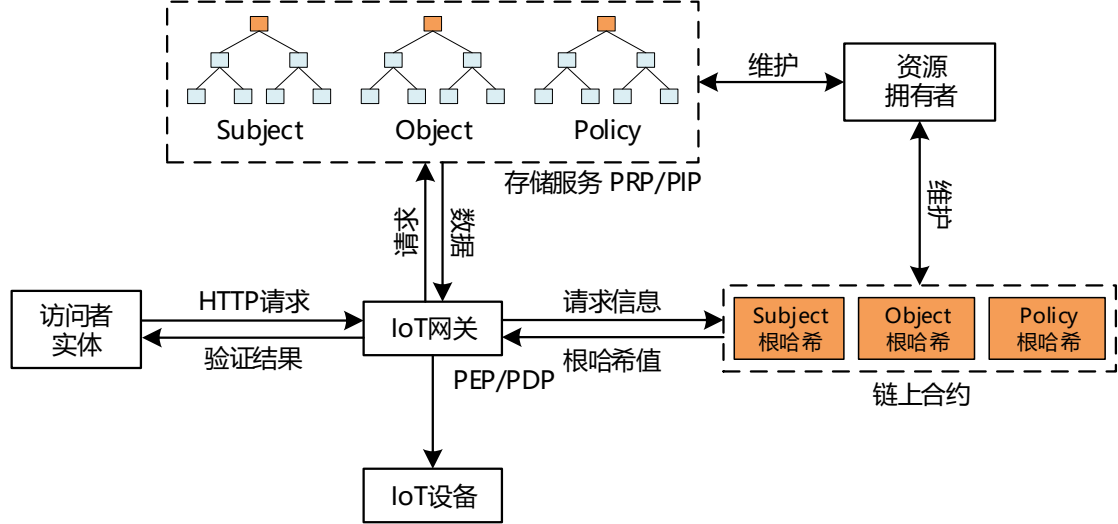 Subject
Object
Policy
存储服务 PRP/PIP
维护
资源
拥有者
维护
请求
数据
访问者
实体
HTTP请求
验证结果
IoT网关
PEP/PDP
请求信息
根哈希值
Subject
根哈希
Object
根哈希
Policy
根哈希
链上合约
IoT设备